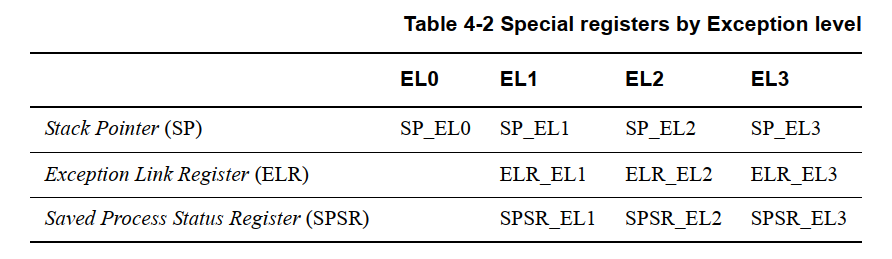 Table 4-2 Special registers by Exception level
EL0 EL1 EL2 EL3
Stack Pointer (SP) SP_EL0 SP_EL1 SP_EL2 SP_EL3
Exception Link Register (ELR) ELR_EL1 ELR_EL2 ELR_EL3
Saved Process Status Register (SPSR) SPSR_EL1 SPSR_EL2 SPSR_EL3